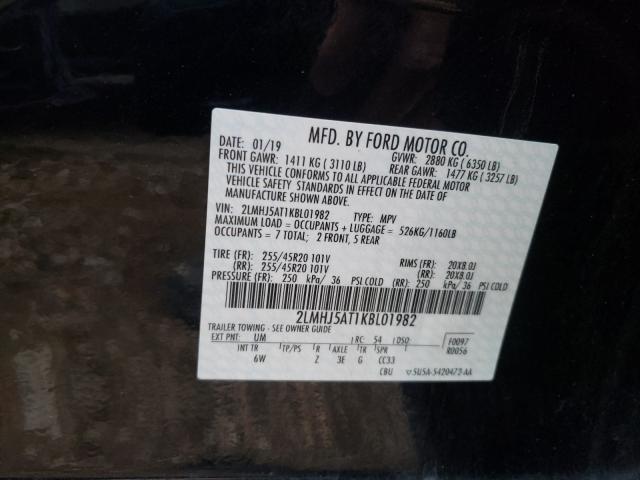 MFD. BY FORD MOTOR CO.
DATE: 01/19 GVWR: 2880 KG ( 6350 LB)
FRONT GAWR: 1411 KG ( 3110 LB) REAR GAWR: 1477 KG ( 3257 LB)
THIS VEHICLE CONFORMS TO ALL APPLICABLE FEDERAL MOTOR
VEHICLE SAFETY STANDARDS IN EFFECT ON THE DATE OF
MANUFACTURE SHOWN ABOVE.
VIN: 2LMHJ5AT1KBL01982 TYPE: MPV
MAXIMUM LOAD = OCCUPANTS + LUGGAGE = 526KG/1160LB
OCCUPANTS = 7 TOTAL; 2 FRONT, 5 REAR
TIRE (FR): 255/45R20 101V RIMS (FR): 20X8.0J
(RR): 255/45R20 101V (RR): 20X8.0J
PRESSURE (FR): 250 kPa/ 36 PSI COLD (RR): 250 kPa/ 36 PSI COLD
2LMHJ5AT1KBL01982
TRAILER TOWING - SEE OWNER GUIDE
EXT PNT: UM RC: 54 DSO: F0097
R0056
INT TR TP/PS R AXLE TR SPR
6W Z 3E G CC33
CBU ▽5U5A-5420472-AA